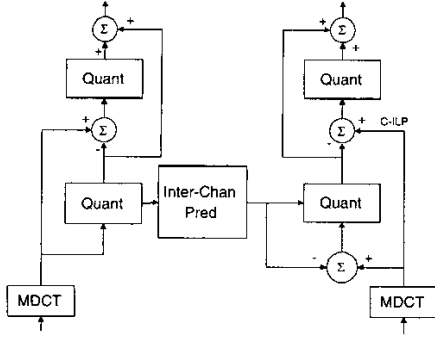 Σ + Σ +
+ +
Quant Quant
+ Σ Σ + C-ILP
- -
Quant Inter-Chan Quant
Pred
- Σ +
MDCT MDCT